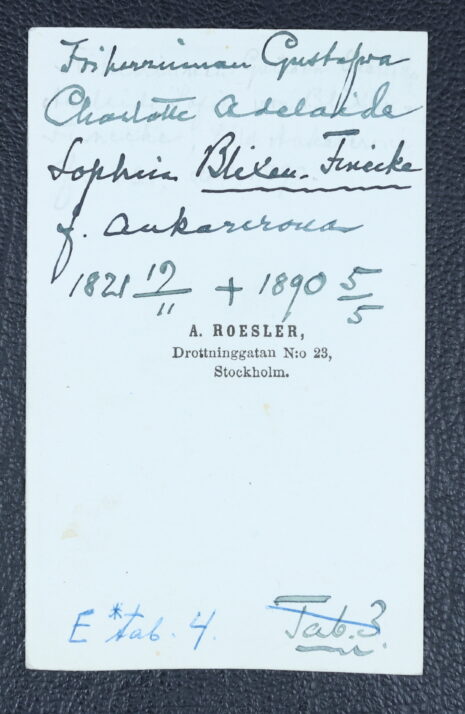 Friherrinnan Gustafva
Charlotte Adelaide
Sophia Blixen-Finecke
f. Ankarcrona
1821 19/11 + 1890 5/5
A. ROESLER,
Drottninggatan N:o 23,
Stockholm.
E * tab. 4. Tab. 3.